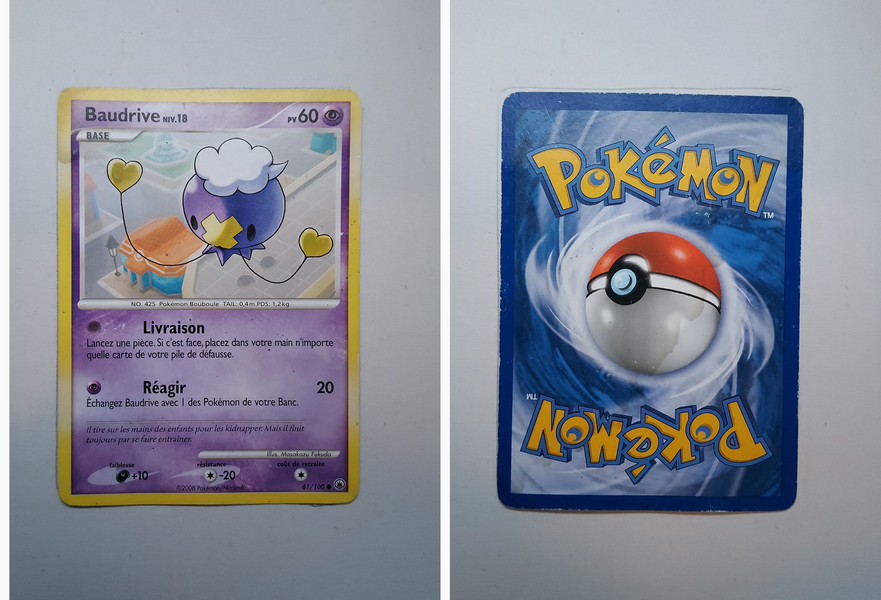 Baudrive NIV.18 PV 60
BASE
NO. 425 Pokémon Bouboule TAIL: 0,4m PDS: 1,2kg
Livraison
Lancez une pièce. Si c'est face, placez dans votre main n'importe
quelle carte de votre pile de défausse.
Réagir 20
Échangez Baudrive avec 1 des Pokémon de votre Banc.
Il tire sur les mains des enfants pour les kidnapper. Mais il finit
toujours par se faire entraîner.
Illus. Masakazu Fukuda
faiblesse résistance coût de retraite
+10 -20
©2008 Pokémon/Nintendo 61/100
POKéMON
TM
TM
POKéMON